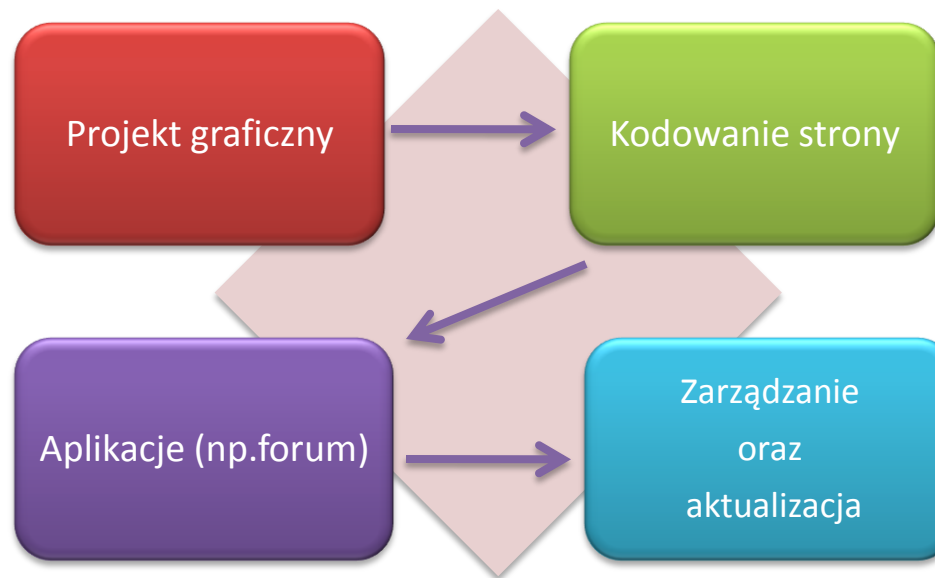 Projekt graficzny
Kodowanie strony
Aplikacje (np.forum)
Zarządzanie
oraz
aktualizacja